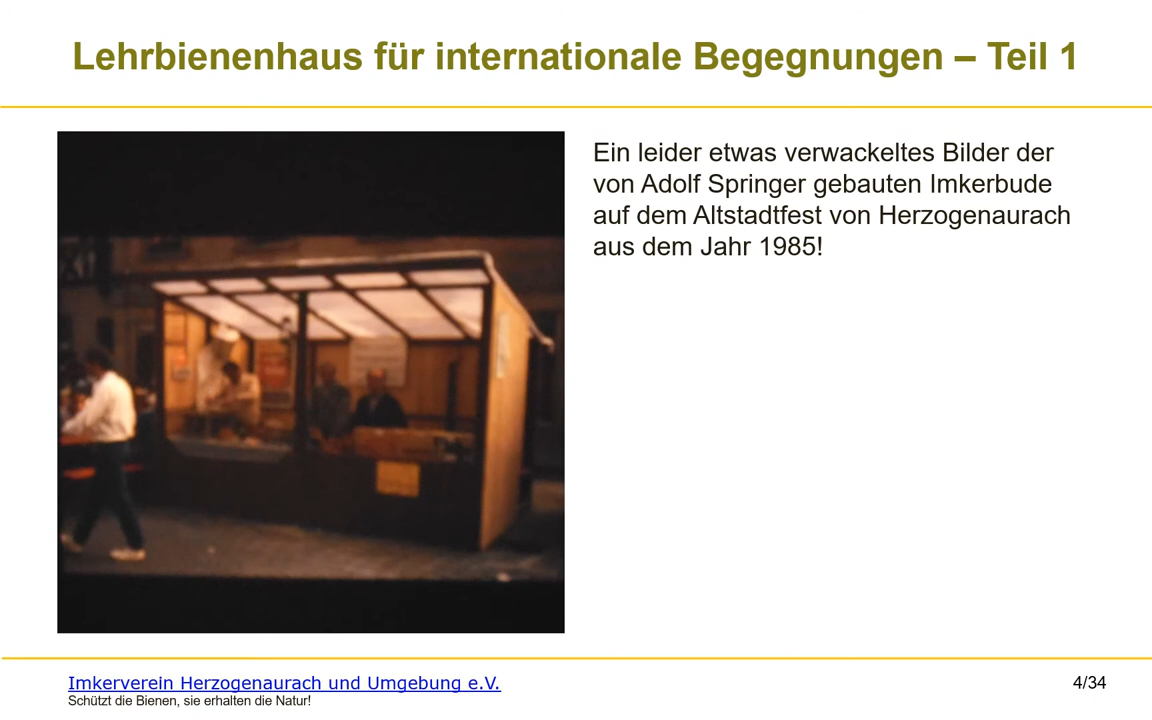 Lehrbienenhaus für internationale Begegnungen – Teil 1
Ein leider etwas verwackeltes Bilder der
von Adolf Springer gebauten Imkerbude
auf dem Altstadtfest von Herzogenaurach
aus dem Jahr 1985!
Imkerverein Herzogenaurach und Umgebung e.V.
Schützt die Bienen, sie erhalten die Natur!
4/34